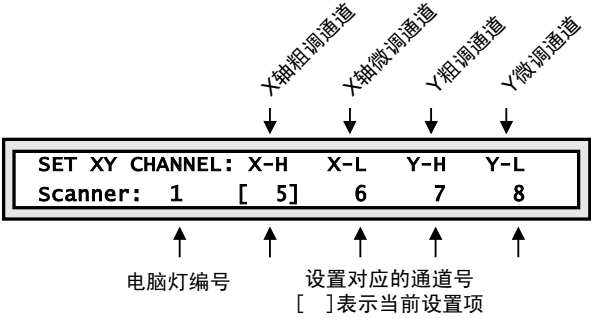 X轴粗调通道
X轴微调通道
Y粗调通道
Y微调通道
SET XY CHANNEL: X-H X-L Y-H Y-L
Scanner: 1 [ 5] 6 7 8
电脑灯编号
设置对应的通道号
[ ]表示当前设置项